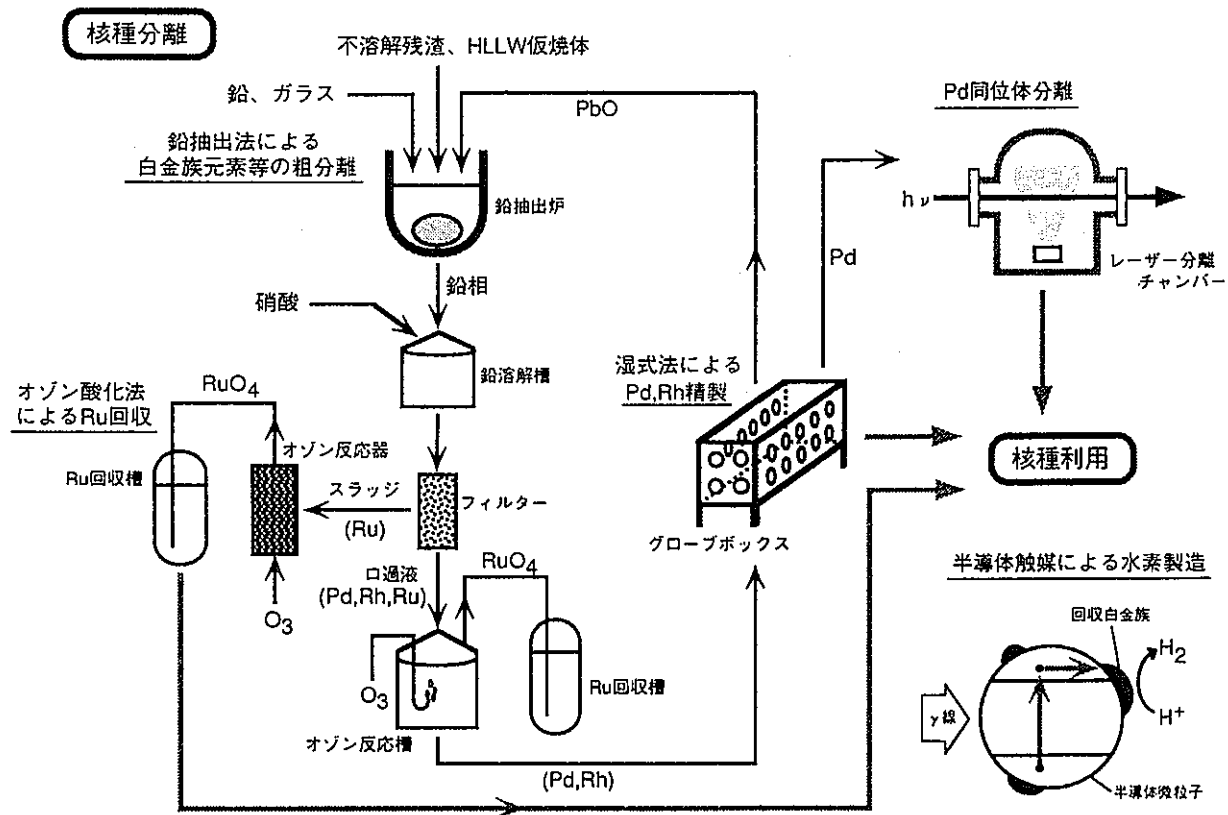 核種分離
不溶解残渣、HLLW仮焼体
鉛、ガラス
PbO
鉛抽出法による
白金族元素等の粗分離
鉛抽出炉
鉛相
硝酸
鉛溶解槽
オゾン酸化法
によるRu回収
RuO4
オゾン反応器
Ru回収槽
スラッジ
(Ru)
フィルター
O3
ロ過液
(Pd,Rh,Ru)
RuO4
O3
Ru回収槽
オゾン反応槽
(Pd,Rh)
湿式法による
Pd,Rh精製
グローブボックス
Pd
Pd同位体分離
hν
レーザー分離
チャンバー
核種利用
半導体触媒による水素製造
回収白金族
H2
H+
γ線
半導体微粒子